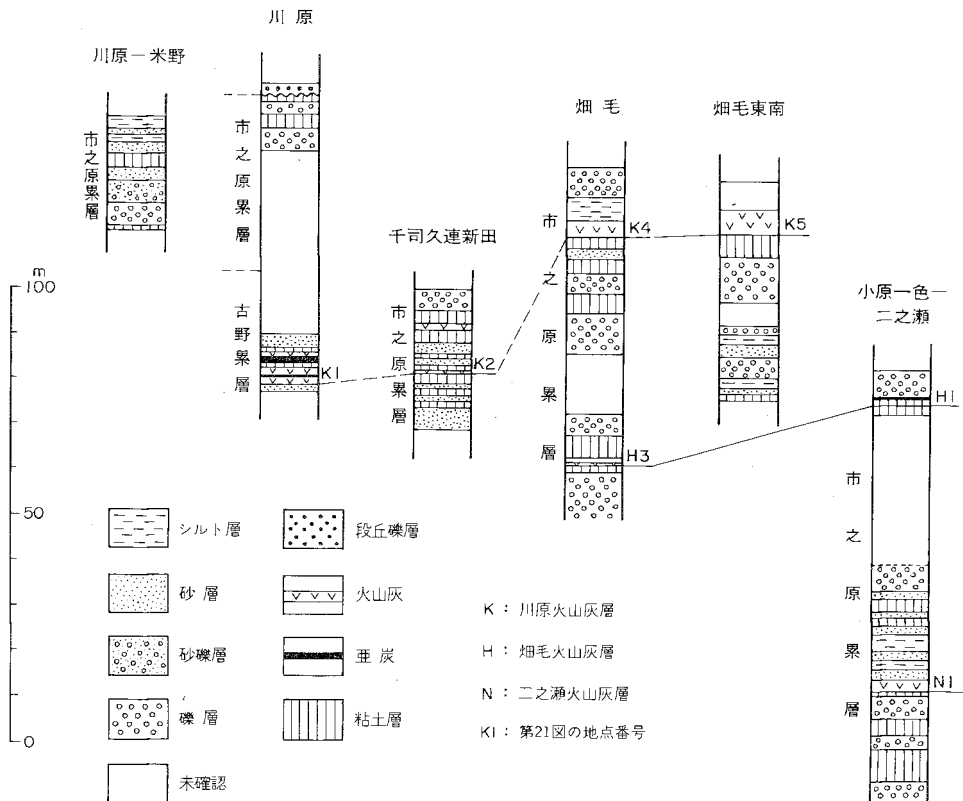 川原
川原－米野
畑毛
畑毛東南
千司久連新田
小原一色－
二之瀬
市之原累層
市之原累層
古野累層
市之原累層
市之原累層
市之原累層
K1
K2
K4
K5
H3
H1
N1
m
100
50
0
シルト層
段丘礫層
砂層
火山灰
砂礫層
亜炭
礫層
粘土層
未確認
K：川原火山灰層
H：畑毛火山灰層
N：二之瀬火山灰層
K1：第21図の地点番号